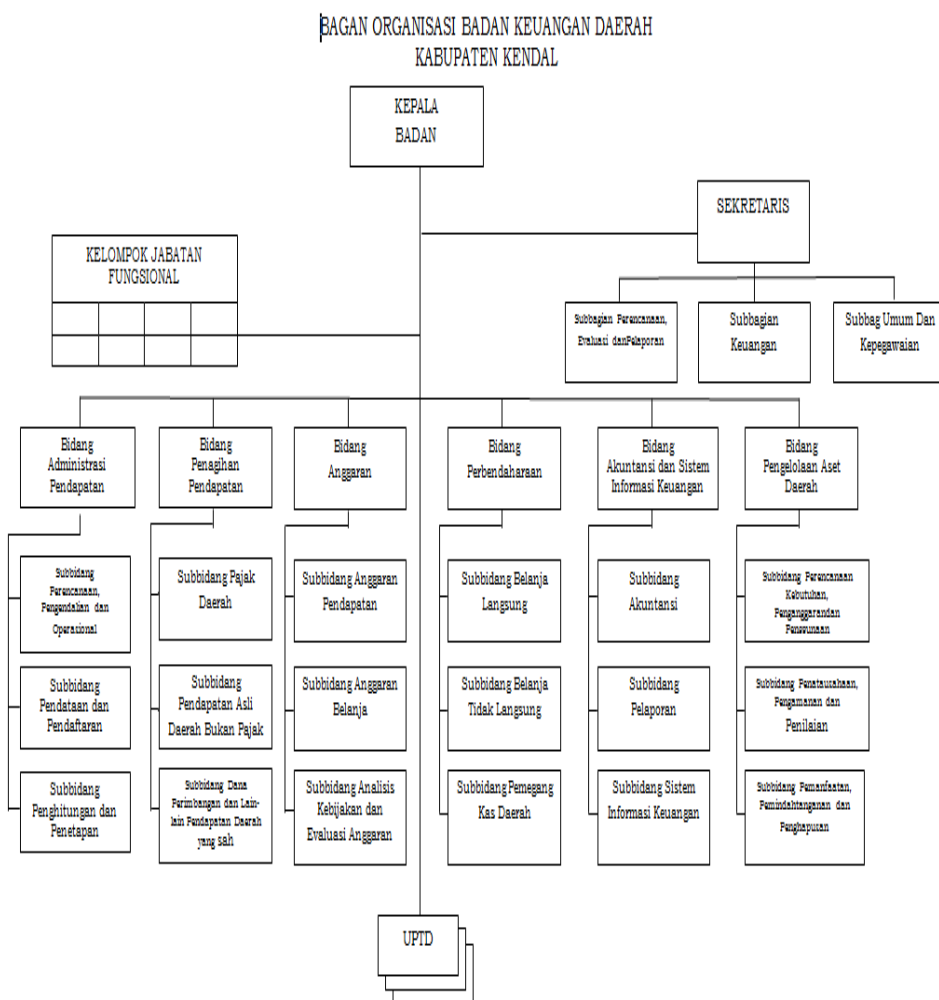 BAGAN ORGANISASI BADAN KEUANGAN DAERAH
KABUPATEN KENDAL
KEPALA
BADAN
SEKRETARIS
KELOMPOK JABATAN
FUNGSIONAL
Subbagian Perencanaan,
Evaluasi danPelaporan
Subbagian
Keuangan
Subbag Umum Dan
Kepegawaian
Bidang
Administrasi
Pendapatan
Bidang
Penagihan
Pendapatan
Bidang
Anggaran
Bidang
Perbendaharaan
Bidang
Akuntansi dan Sistem
Informasi Keuangan
Bidang
Pengelolaan Aset
Daerah
Subbidang
Perencanaan,
Pengendalian dan
Operasional
Subbidang Pajak
Daerah
Subbidang Anggaran
Pendapatan
Subbidang Belanja
Langsung
Subbidang
Akuntansi
Subbidang Perencanaan
Kebutuhan,
Penganggarandan
Penggunaan
Subbidang
Pendataan dan
Pendaftaran
Subbidang
Pendapatan Asli
Daerah Bukan Pajak
Subbidang Anggaran
Belanja
Subbidang Belanja
Tidak Langsung
Subbidang
Pelaporan
Subbidang Penatausahaan,
Pengamanan dan
Penilaian
Subbidang
Penghitungan dan
Penetapan
Subbidang Dana
Perimbangan dan Lain-
lain Pendapatan Daerah
yang sah
Subbidang Analisis
Kebijakan dan
Evaluasi Anggaran
Subbidang Pemegang
Kas Daerah
Subbidang Sistem
Informasi Keuangan
Subbidang Pemanfaatan,
Pemindahtanganan dan
Penghapusan
UPTD